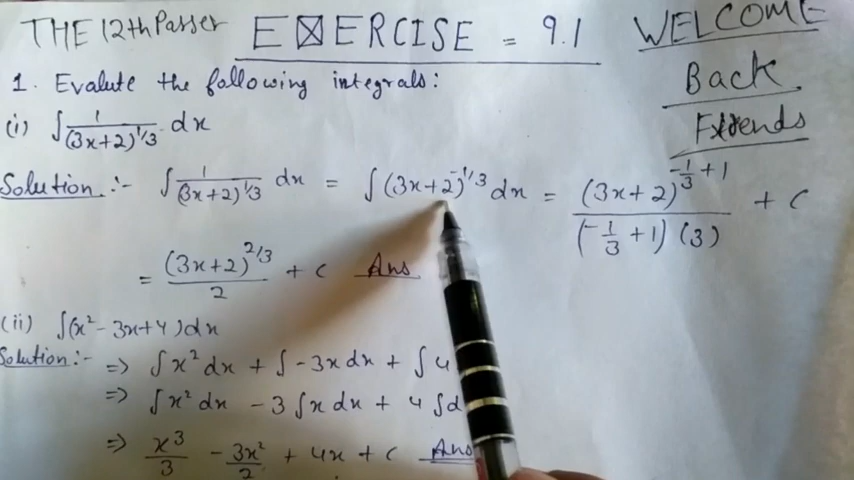 THE 12th Passer EXERCISE = 9.1
WELCOME
Back
Friends
1. Evalute the following integrals:
(i) ∫ 1/(3x+2)^1/3 dx
Solution:- ∫ 1/(3x+2)^1/3 dx = ∫(3x+2)^-1/3 dx = (3x+2)^(-1/3 + 1) / (-1/3 + 1)(3) + c
= (3x+2)^2/3 / 2 + c Ans
(ii) ∫(x² - 3x + 4) dx
Solution:- => ∫x² dx + ∫-3x dx + ∫4
=> ∫x² dx - 3∫x dx + 4∫d
=> x³/3 - 3x²/2 + 4x + c Ans